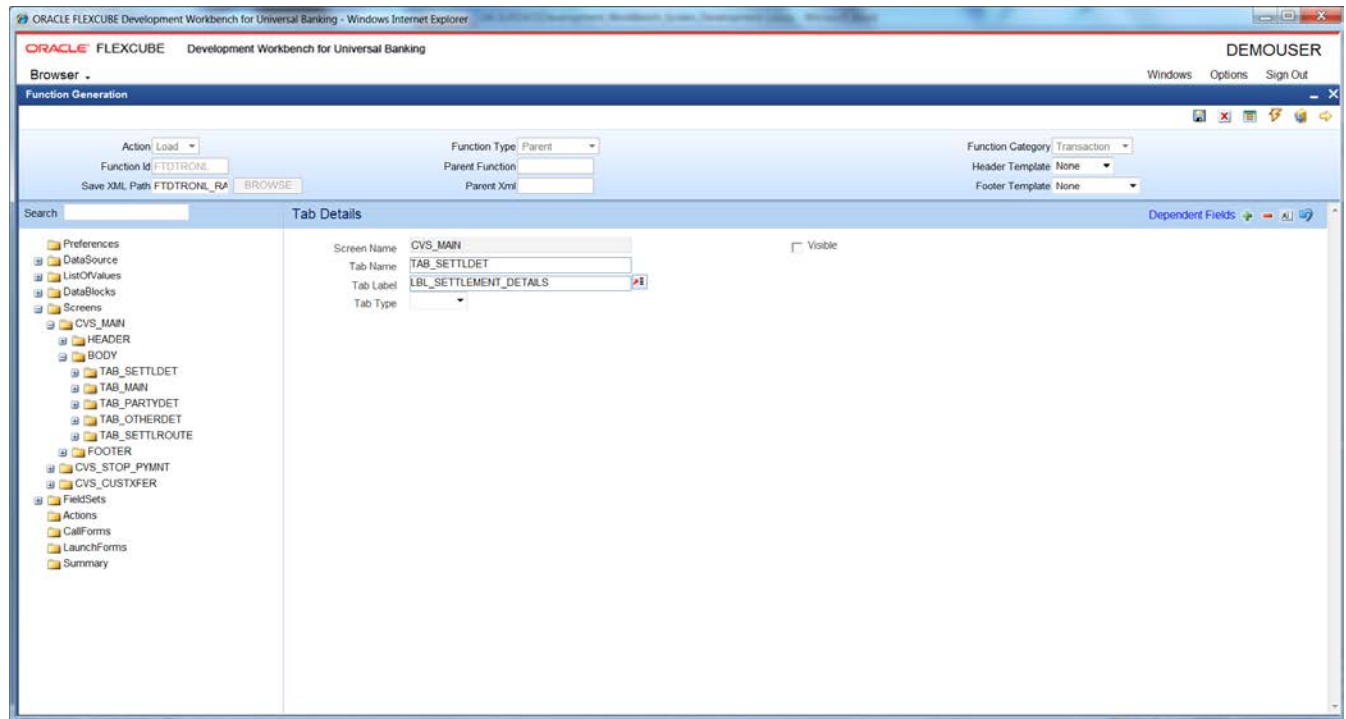 ORACLE FLEXCUBE Development Workbench for Universal Banking - Windows Internet Explorer
ORACLE FLEXCUBE Development Workbench for Universal Banking DEMOUSER
Browser Windows Options Sign Out
Function Generation
Action Load Function Type Parent Function Category Transaction
Function Id FTDTRONL Parent Function Header Template None
Save XML Path FTDTRONL_RA BROWSE Parent Xml Footer Template None
Search Tab Details Dependent Fields
Preferences
DataSource
ListOfValues
DataBlocks
Screens
CVS_MAIN
HEADER
BODY
TAB_SETTLDET
TAB_MAIN
TAB_PARTYDET
TAB_OTHERDET
TAB_SETTLROUTE
FOOTER
CVS_STOP_PYMNT
CVS_CUSTXFER
FieldSets
Actions
CallForms
LaunchForms
Summary
Screen Name CVS_MAIN Visible
Tab Name TAB_SETTLDET
Tab Label LBL_SETTLEMENT_DETAILS
Tab Type